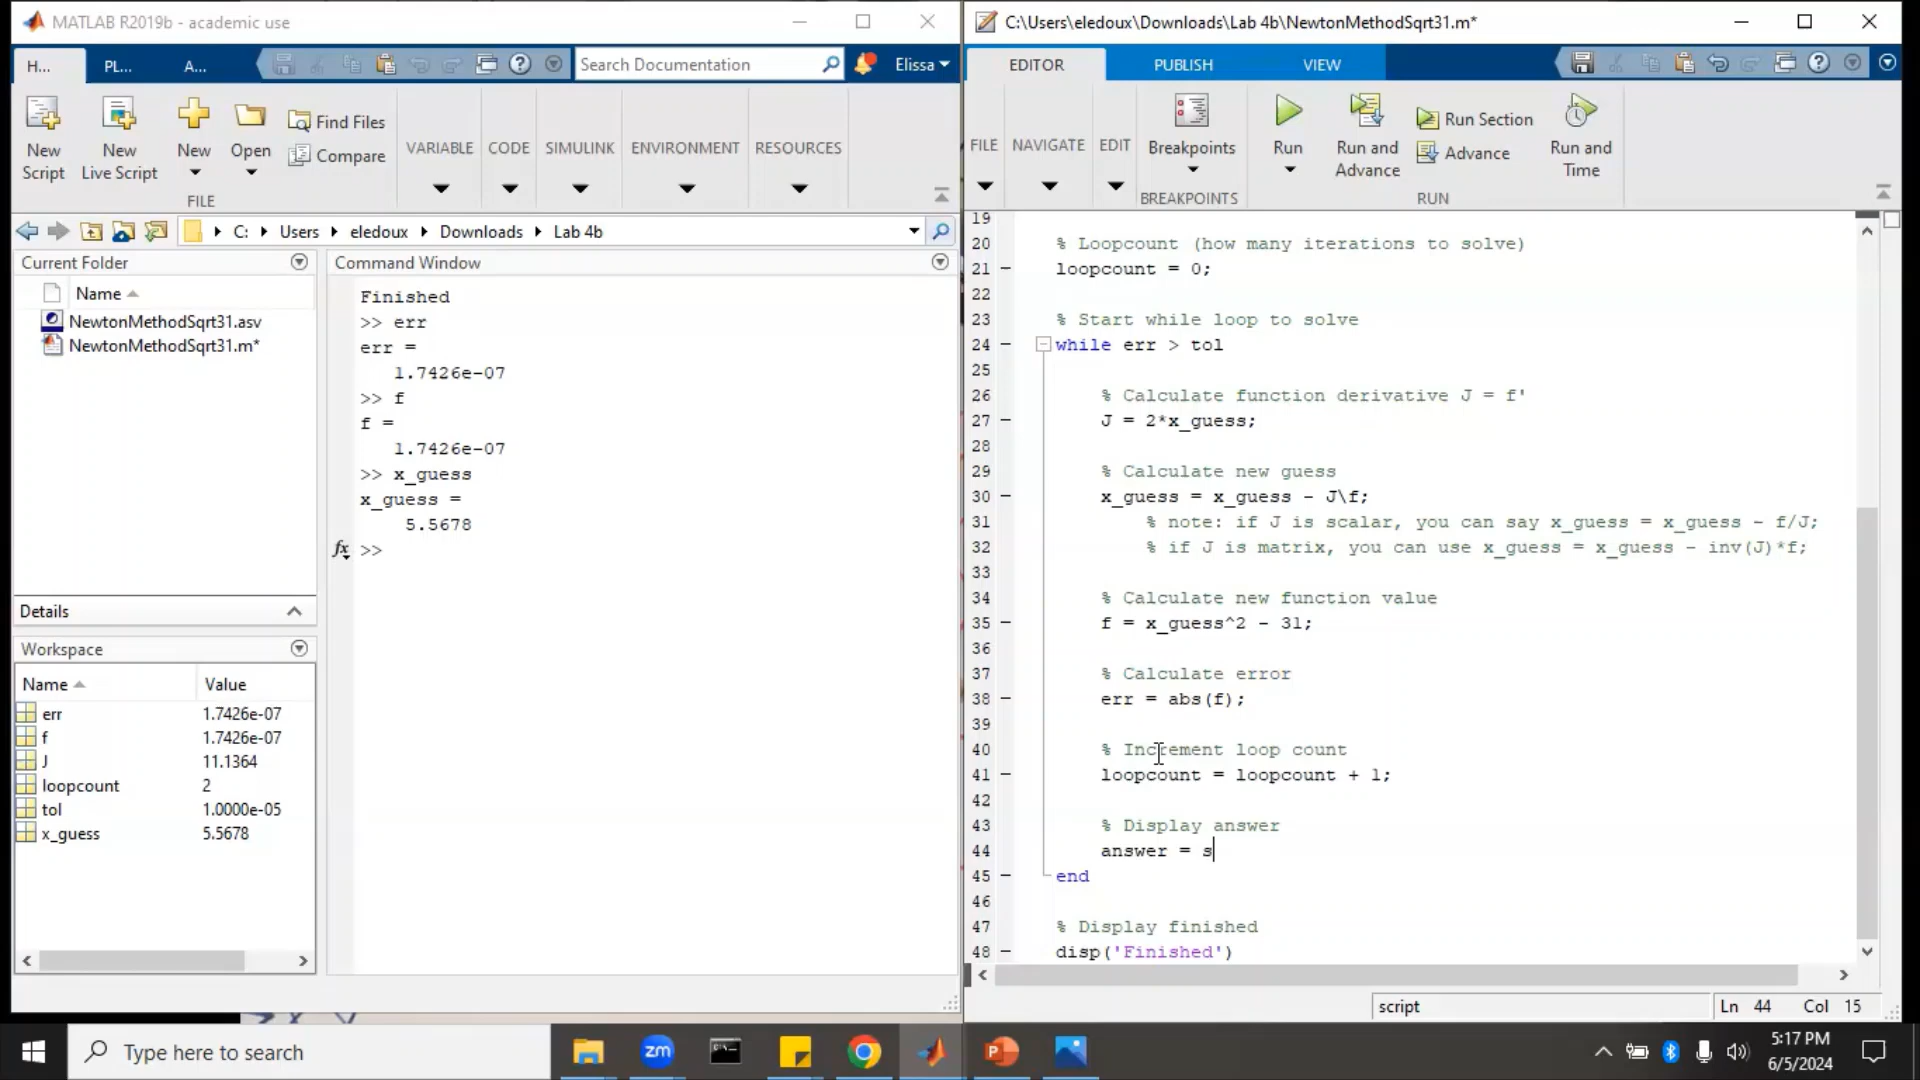 MATLAB R2019b - academic use
H...
PL...
A...
Search Documentation
Elissa
New Script
New Live Script
New
Open
Find Files
Compare
FILE
VARIABLE
CODE
SIMULINK
ENVIRONMENT
RESOURCES
C:
Users
eledoux
Downloads
Lab 4b
Current Folder
Name
NewtonMethodSqrt31.asv
NewtonMethodSqrt31.m*
Details
Workspace
Name Value
err 1.7426e-07
f 1.7426e-07
J 11.1364
loopcount 2
tol 1.0000e-05
x_guess 5.5678
Command Window
Finished
>> err
err =
1.7426e-07
>> f
f =
1.7426e-07
>> x_guess
x_guess =
5.5678
fx >>
C:\Users\eledoux\Downloads\Lab 4b\NewtonMethodSqrt31.m*
EDITOR
PUBLISH
VIEW
FILE
NAVIGATE
EDIT
Breakpoints
BREAKPOINTS
Run
Run and Advance
Run Section
Advance
Run and Time
RUN
19
20 % Loopcount (how many iterations to solve)
21 - loopcount = 0;
22
23 % Start while loop to solve
24 - while err > tol
25
26 % Calculate function derivative J = f'
27 - J = 2*x_guess;
28
29 % Calculate new guess
30 - x_guess = x_guess - J\f;
31 % note: if J is scalar, you can say x_guess = x_guess - f/J;
32 % if J is matrix, you can use x_guess = x_guess - inv(J)*f;
33
34 % Calculate new function value
35 - f = x_guess^2 - 31;
36
37 % Calculate error
38 - err = abs(f);
39
40 % Increment loop count
41 - loopcount = loopcount + 1;
42
43 % Display answer
44 answer = s
45 - end
46
47 % Display finished
48 - disp('Finished')
script
Ln 44 Col 15
Type here to search
zm
P
5:17 PM
6/5/2024